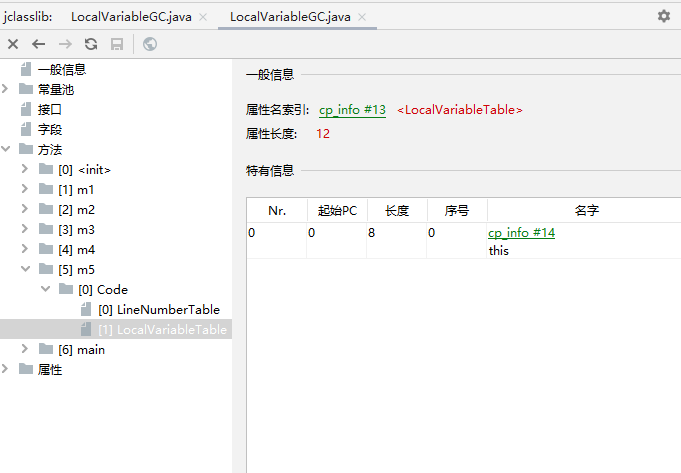 jclasslib: LocalVariableGC.java LocalVariableGC.java
一般信息
常量池
接口
字段
方法
[0] <init>
[1] m1
[2] m2
[3] m3
[4] m4
[5] m5
[0] Code
[0] LineNumberTable
[1] LocalVariableTable
[6] main
属性
一般信息
属性名索引: cp_info #13 <LocalVariableTable>
属性长度: 12
特有信息
Nr. 起始PC 长度 序号 名字
0 0 8 0 cp_info #14
this